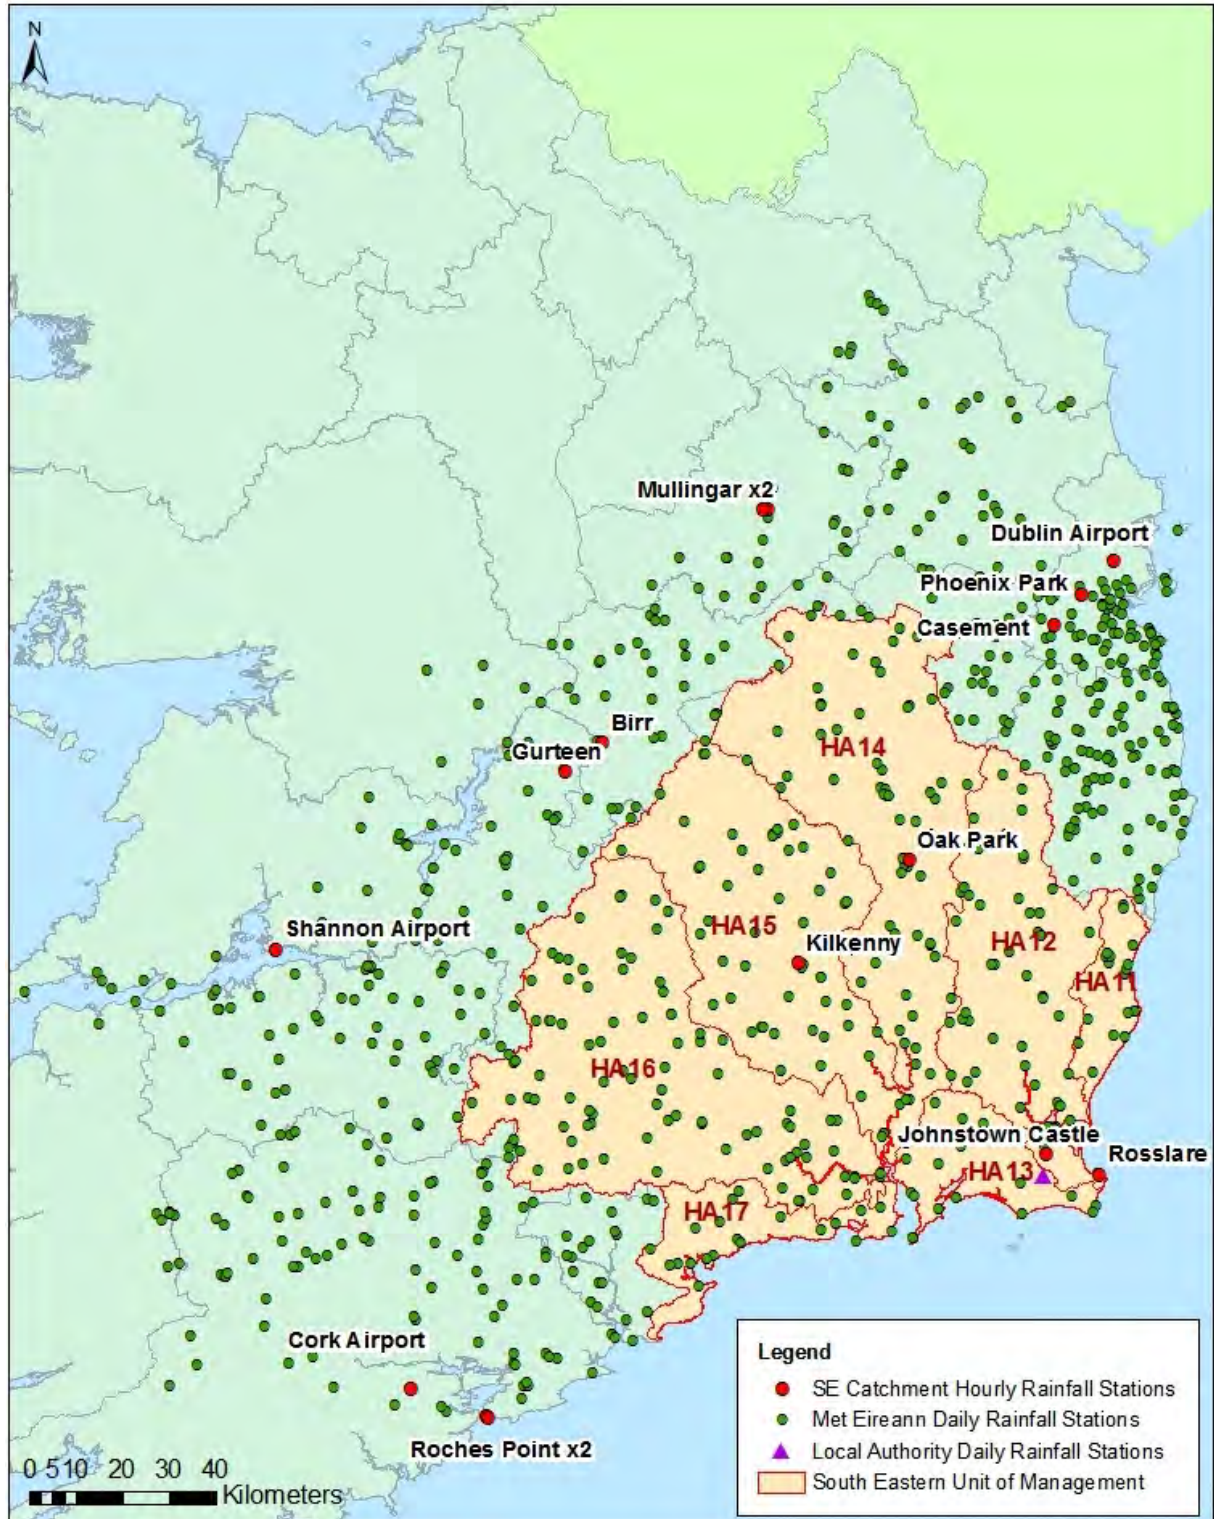 N
Mullingar x2
Dublin Airport
Phoenix Park
Casement
Birr
Gurteen
HA14
Oak Park
Shannon Airport
HA15
Kilkenny
HA12
HA11
HA16
Johnstown Castle
Rosslare
HA13
HA17
Cork Airport
Roches Point x2
0 5 10 20 30 40
Kilometers
Legend
SE Catchment Hourly Rainfall Stations
Met Eireann Daily Rainfall Stations
Local Authority Daily Rainfall Stations
South Eastern Unit of Management